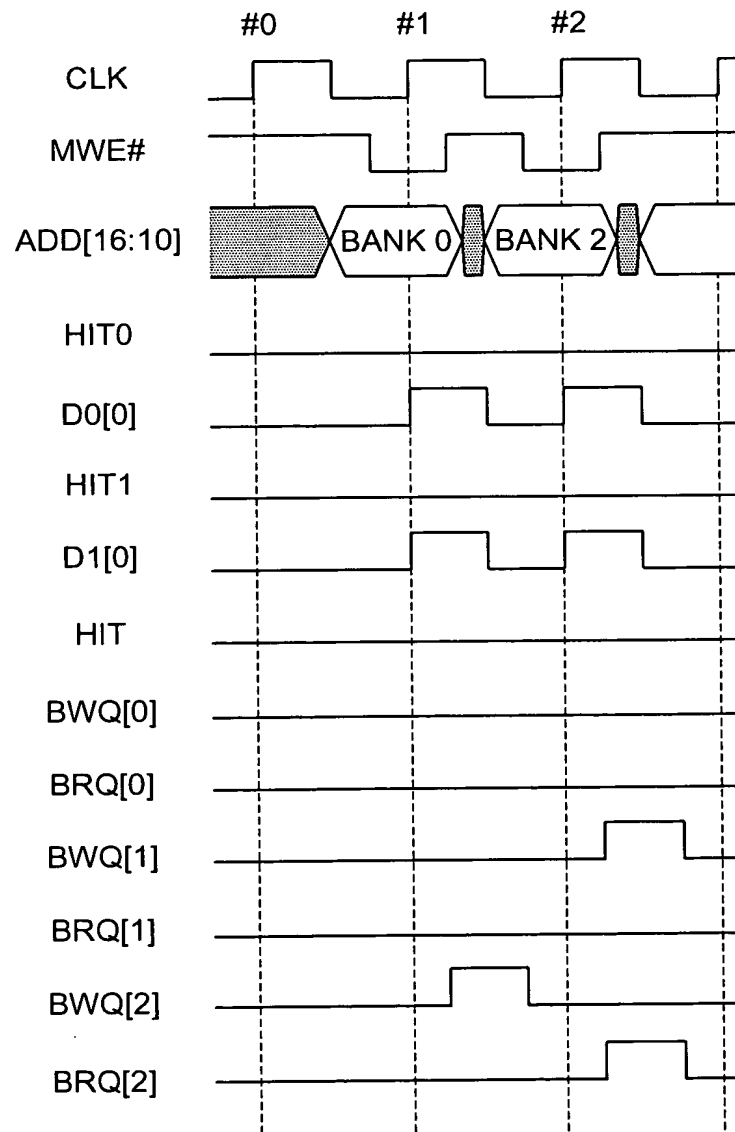 #0 #1 #2
CLK
MWE#
ADD[16:10] BANK 0 BANK 2
HIT0
D0[0]
HIT1
D1[0]
HIT
BWQ[0]
BRQ[0]
BWQ[1]
BRQ[1]
BWQ[2]
BRQ[2]